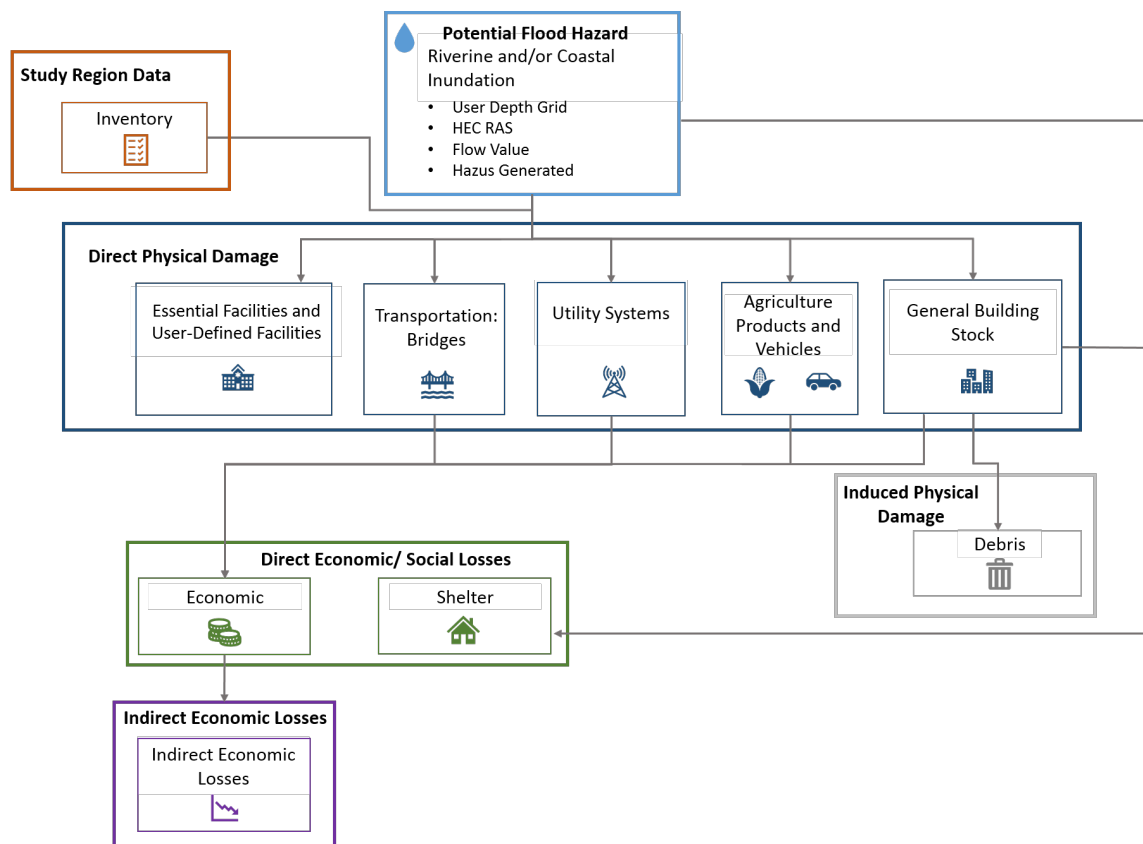 Potential Flood Hazard
Riverine and/or Coastal
Inundation
• User Depth Grid
• HEC RAS
• Flow Value
• Hazus Generated
Study Region Data
Inventory
Direct Physical Damage
Essential Facilities and
User-Defined Facilities
Transportation:
Bridges
Utility Systems
Agriculture
Products and
Vehicles
General Building
Stock
Induced Physical
Damage
Debris
Direct Economic/ Social Losses
Economic
Shelter
Indirect Economic Losses
Indirect Economic
Losses